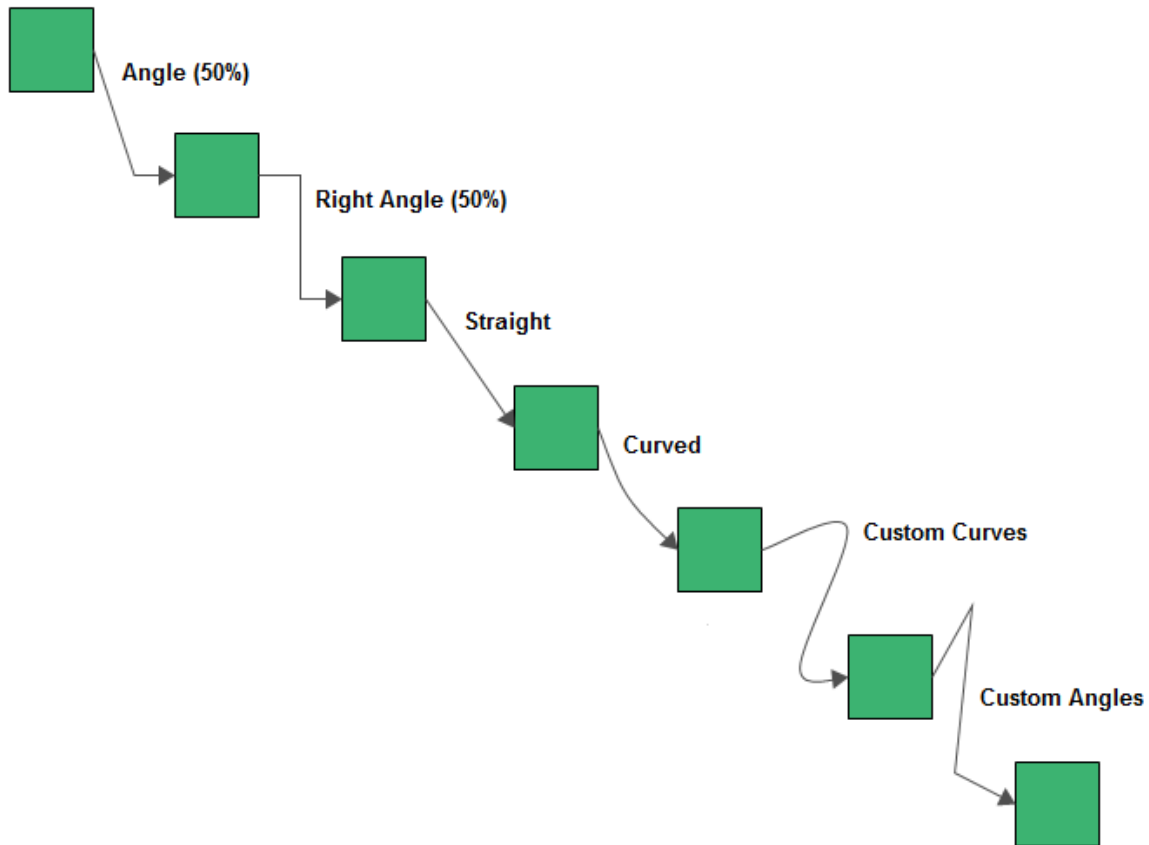 Angle (50%)
Right Angle (50%)
Straight
Curved
Custom Curves
Custom Angles